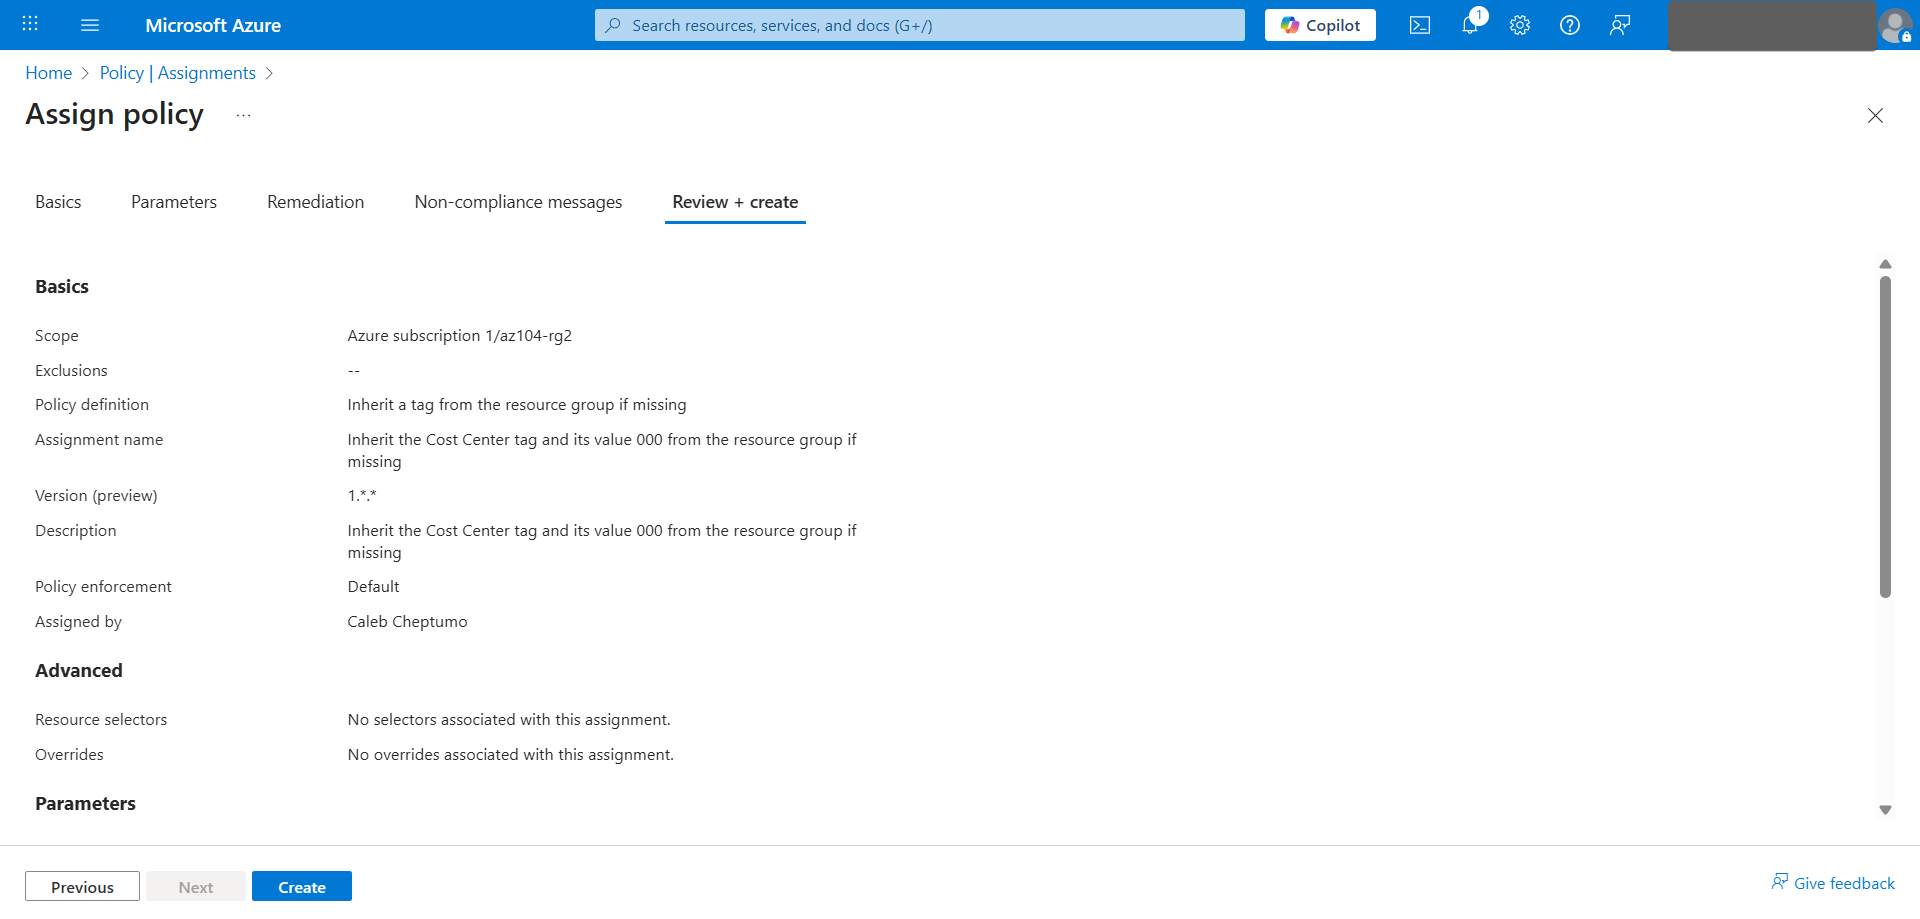 Microsoft Azure
Search resources, services, and docs (G+/)
Copilot
1
Home
Policy | Assignments
Assign policy
...
Basics
Parameters
Remediation
Non-compliance messages
Review + create
Basics
Scope
Azure subscription 1/az104-rg2
Exclusions
--
Policy definition
Inherit a tag from the resource group if missing
Assignment name
Inherit the Cost Center tag and its value 000 from the resource group if
missing
Version (preview)
1.*.*
Description
Inherit the Cost Center tag and its value 000 from the resource group if
missing
Policy enforcement
Default
Assigned by
Caleb Cheptumo
Advanced
Resource selectors
No selectors associated with this assignment.
Overrides
No overrides associated with this assignment.
Parameters
Previous
Next
Create
Give feedback